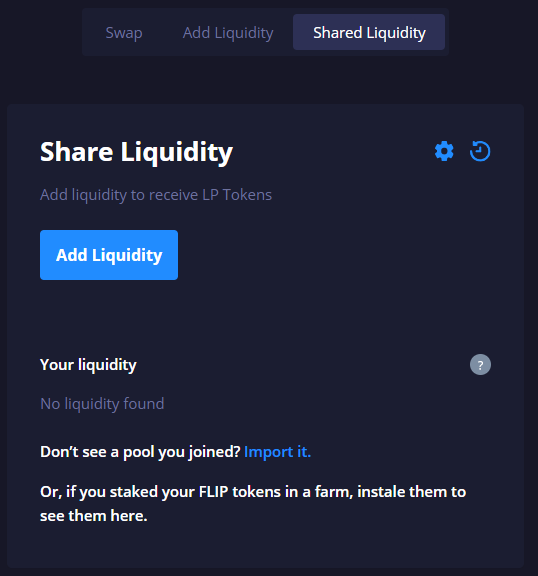 Swap
Add Liquidity
Shared Liquidity
Share Liquidity
Add liquidity to receive LP Tokens
Add Liquidity
Your liquidity
?
No liquidity found
Don't see a pool you joined? Import it.
Or, if you staked your FLIP tokens in a farm, instale them to
see them here.